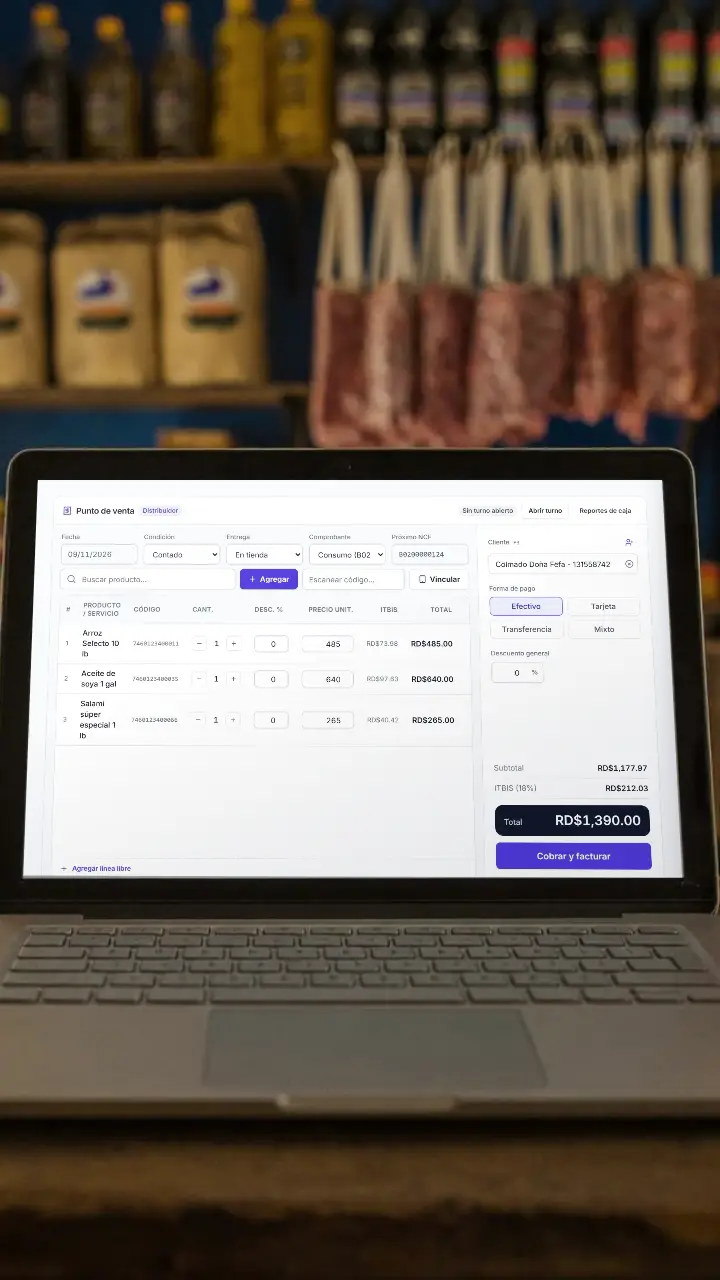 Punto de venta Distribuidor Sin turno abierto Abrir turno Reportes de caja
Fecha Condición Entrega Comprobante Próximo NCF
09/11/2026 Contado En tienda Consumo (B02 B0200000124
Buscar producto... + Agregar Escanear código... Vincular
# PRODUCTO / SERVICIO CÓDIGO CANT. DESC. % PRECIO UNIT. ITBIS TOTAL
1 Arroz Selecto 10 lb − 1 + 0 485 RD$73.98 RD$485.00
2 Aceite de soya 1 gal − 1 + 0 640 RD$97.63 RD$640.00
3 Salami súper especial 1 lb − 1 + 0 265 RD$40.42 RD$265.00
+ Agregar línea libre
Cliente
Colmado Doña Fefa - 131558742
Forma de pago
Efectivo Tarjeta
Transferencia Mixto
Descuento general
0 %
Subtotal RD$1,177.97
ITBIS (18%) RD$212.03
Total RD$1,390.00
Cobrar y facturar